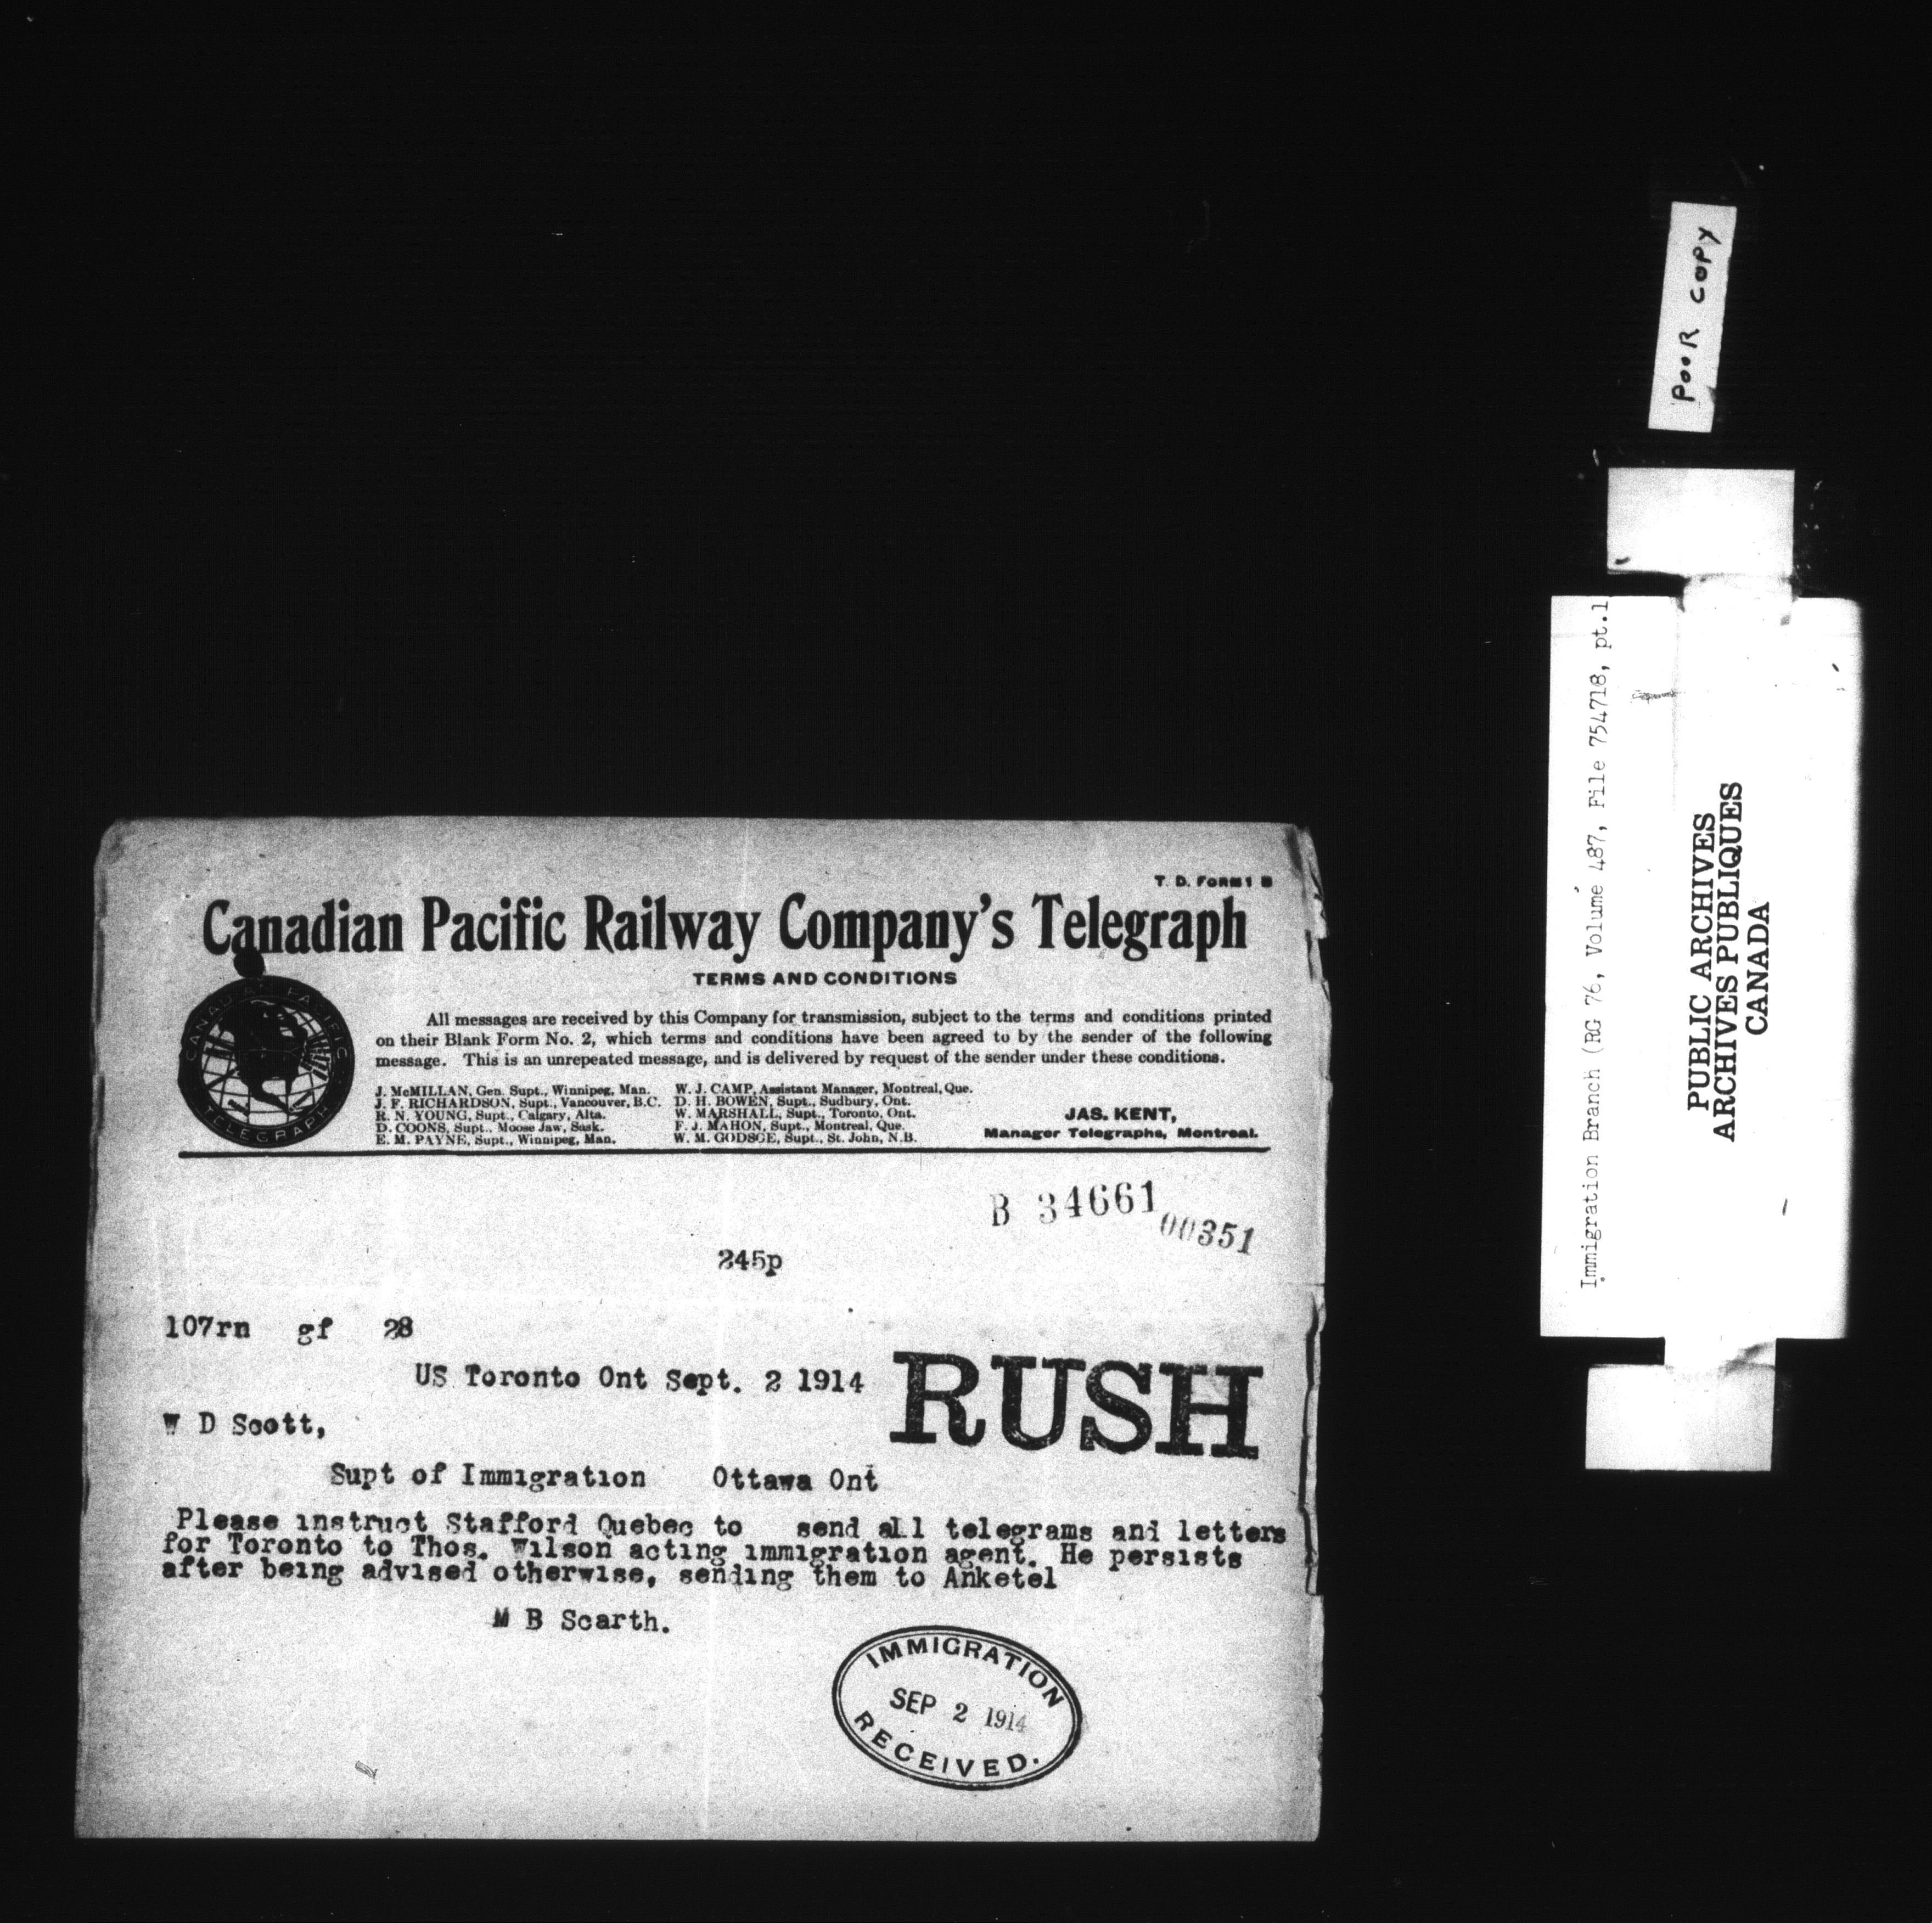 POOR COPY
Immigration Branch (RG 76, Volume 487, File 754718, pt.1
PUBLIC ARCHIVES
ARCHIVES PUBLIQUES
CANADA
T. D. FORM 1 B
Canadian Pacific Railway Company's Telegraph
TERMS AND CONDITIONS
CANADIAN PACIFIC
TELEGRAPH
All messages are received by this Company for transmission, subject to the terms and conditions printed
on their Blank Form No. 2, which terms and conditions have been agreed to by the sender of the following
message. This is an unrepeated message, and is delivered by request of the sender under these conditions.
J. McMILLAN, Gen. Supt., Winnipeg, Man.
J. F. RICHARDSON, Supt., Vancouver, B.C.
R. N. YOUNG, Supt., Calgary, Alta.
D. COONS, Supt., Moose Jaw, Sask.
E. M. PAYNE, Supt., Winnipeg, Man.
W. J. CAMP, Assistant Manager, Montreal, Que.
D. H. BOWEN, Supt., Sudbury, Ont.
W. MARSHALL, Supt., Toronto, Ont.
F. J. MAHON, Supt., Montreal, Que.
W. M. GODSOE, Supt., St. John, N.B.
JAS. KENT,
Manager Telegraphs, Montreal.
B 34661
00351
245p
107rn gf 28
US Toronto Ont Sept. 2 1914
RUSH
W D Scott,
Supt of Immigration Ottawa Ont
Please instruct Stafford Quebec to send all telegrams and letters
for Toronto to Thos. Wilson acting immigration agent. He persists
after being advised otherwise, sending them to Anketel
M B Scarth.
IMMIGRATION
SEP 2 1914
RECEIVED.